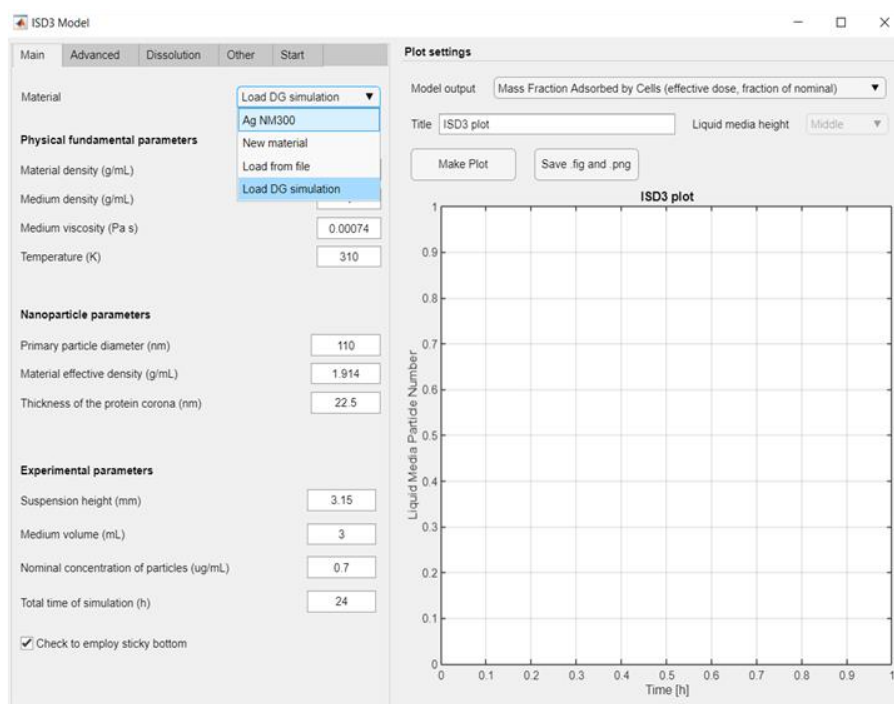 ISD3 Model
Main Advanced Dissolution Other Start
Material Load DG simulation
Ag NM300
New material
Load from file
Load DG simulation
Physical fundamental parameters
Material density (g/mL)
Medium density (g/mL)
Medium viscosity (Pa s) 0.00074
Temperature (K) 310
Nanoparticle parameters
Primary particle diameter (nm) 110
Material effective density (g/mL) 1.914
Thickness of the protein corona (nm) 22.5
Experimental parameters
Suspension height (mm) 3.15
Medium volume (mL) 3
Nominal concentration of particles (ug/mL) 0.7
Total time of simulation (h) 24
Check to employ sticky bottom
Plot settings
Model output Mass Fraction Adsorbed by Cells (effective dose, fraction of nominal)
Title ISD3 plot Liquid media height Middle
Make Plot Save .fig and .png
ISD3 plot
1
0.9
0.8
0.7
0.6
0.5
0.4
0.3
0.2
0.1
0
Liquid Media Particle Number
0 0.1 0.2 0.3 0.4 0.5 0.6 0.7 0.8 0.9 1
Time [h]